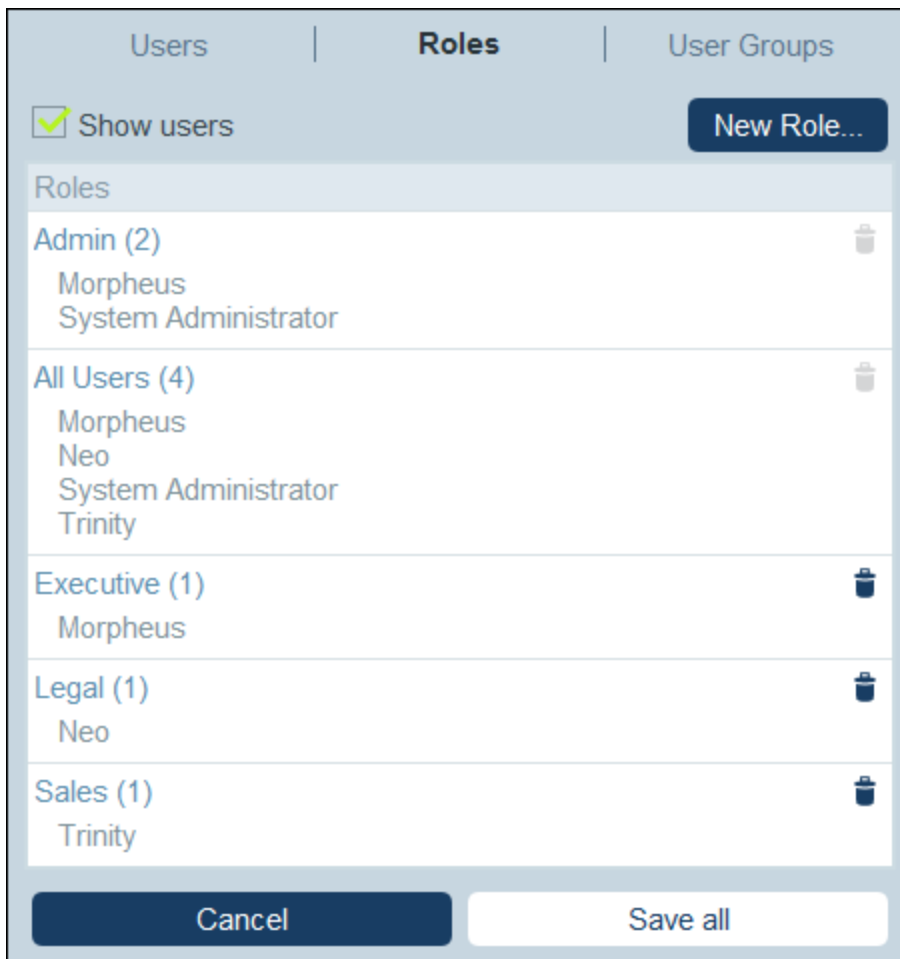 Users | Roles | User Groups
Show users
New Role...
Roles
Admin (2)
Morpheus
System Administrator
All Users (4)
Morpheus
Neo
System Administrator
Trinity
Executive (1)
Morpheus
Legal (1)
Neo
Sales (1)
Trinity
Cancel
Save all